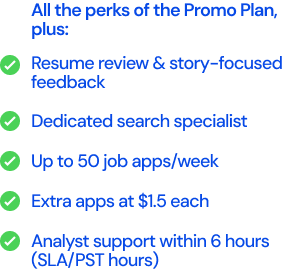 All the perks of the Promo Plan,
plus:
Resume review & story-focused
feedback
Dedicated search specialist
Up to 50 job apps/week
Extra apps at $1.5 each
Analyst support within 6 hours
(SLA/PST hours)